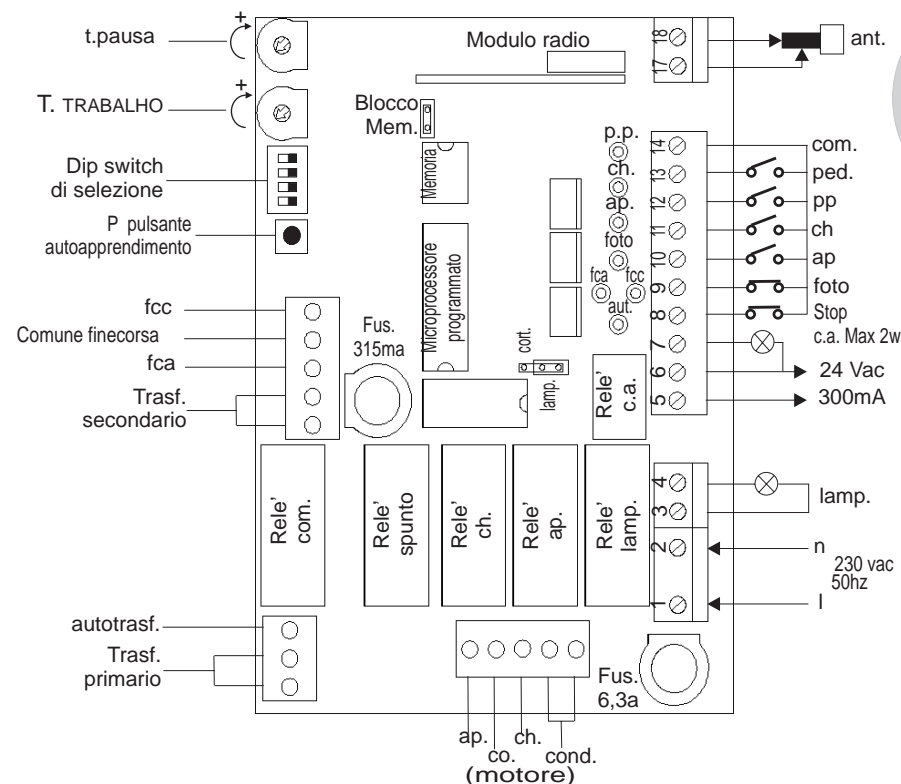 t.pausa
T. TRABALHO
Dip switch
di selezione
P pulsante
autoapprendimento
fcc
Comune finecorsa
fca
Trasf.
secondario
autotrasf.
Trasf.
primario
Modulo radio
Blocco
Mem.
Memoria
Microprocessore
programmato
Fus.
315ma
p.p.
ch.
ap.
foto
fca
fcc
aut.
cort.
lamp.
Rele'
c.a.
Rele'
com.
Rele'
spunto
Rele'
ch.
Rele'
ap.
Rele'
lamp.
18
17
ant.
14
com.
13
ped.
12
pp
11
ch
10
ap
9
foto
8
Stop
7
c.a. Max 2w
6
24 Vac
5
300mA
4
3
lamp.
2
n
230 vac
50hz
1
l
Fus.
6,3a
ap.
co.
ch.
cond.
(motore)